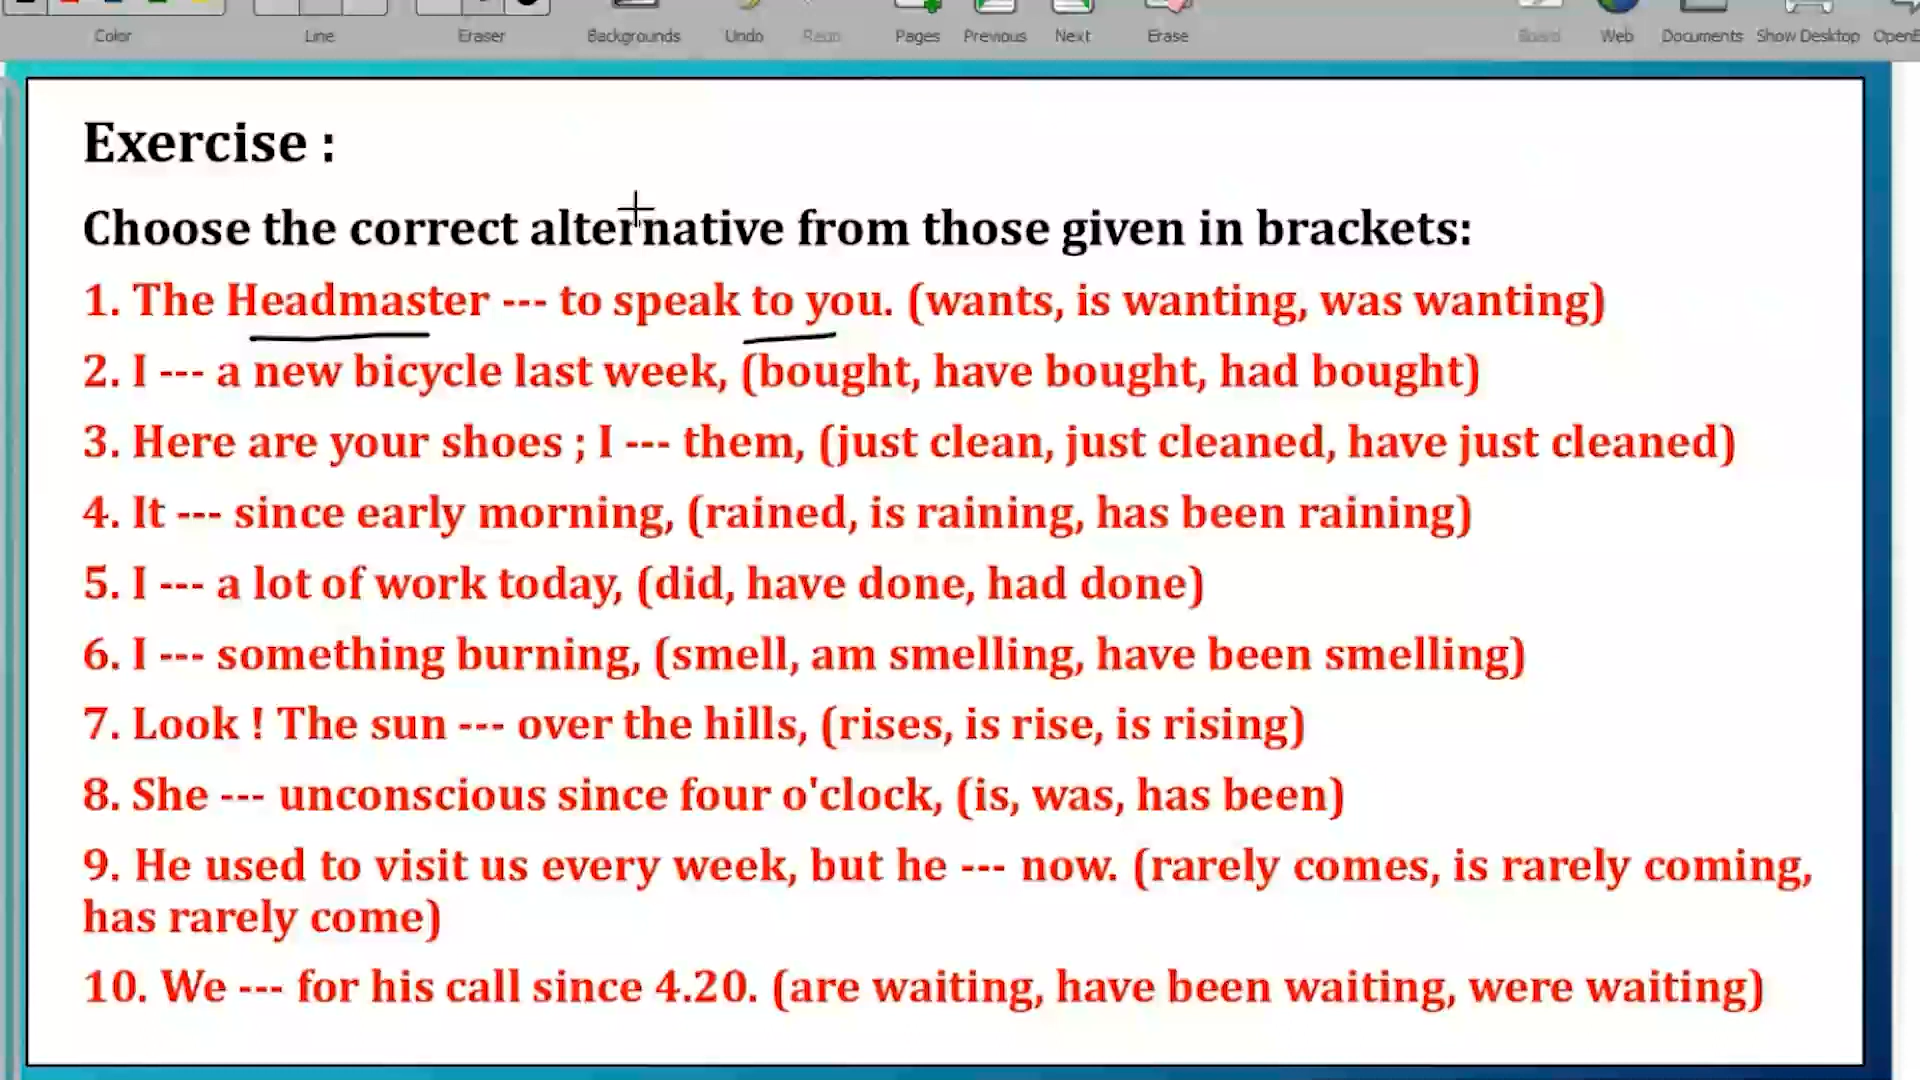 Color Line Eraser Backgrounds Undo Redo Pages Previous Next Erase Board Web Documents Show Desktop
Exercise :
Choose the correct alternative from those given in brackets:
1. The Headmaster --- to speak to you. (wants, is wanting, was wanting)
2. I --- a new bicycle last week, (bought, have bought, had bought)
3. Here are your shoes ; I --- them, (just clean, just cleaned, have just cleaned)
4. It --- since early morning, (rained, is raining, has been raining)
5. I --- a lot of work today, (did, have done, had done)
6. I --- something burning, (smell, am smelling, have been smelling)
7. Look ! The sun --- over the hills, (rises, is rise, is rising)
8. She --- unconscious since four o'clock, (is, was, has been)
9. He used to visit us every week, but he --- now. (rarely comes, is rarely coming,
has rarely come)
10. We --- for his call since 4.20. (are waiting, have been waiting, were waiting)